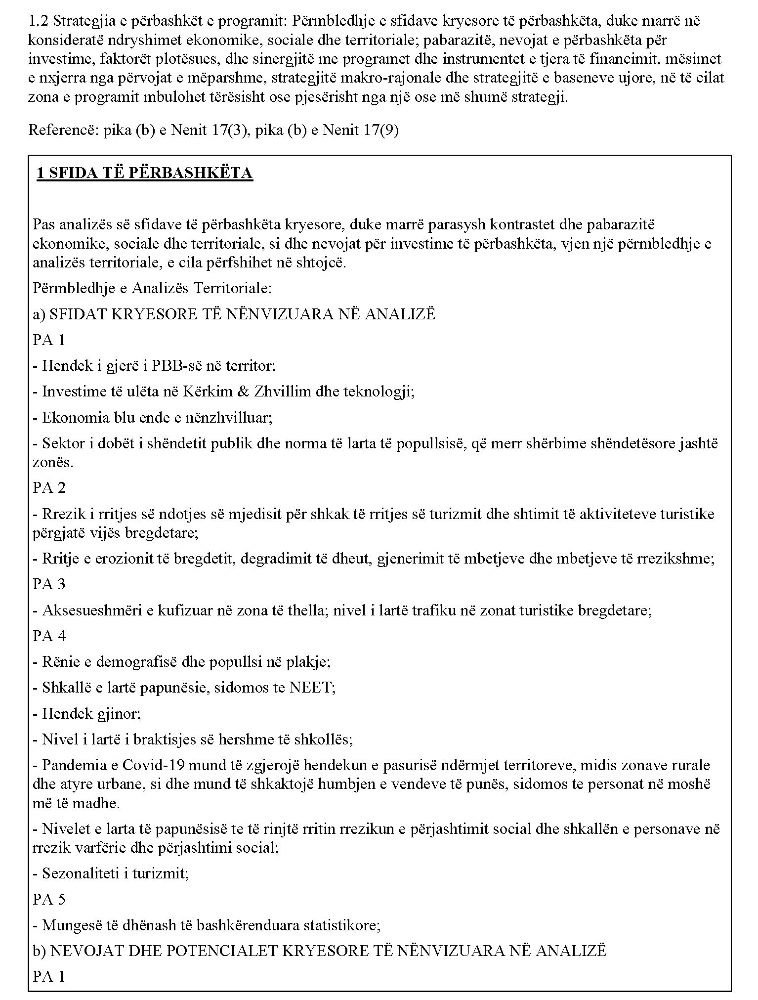 1.2 Strategjia e përbashkët e programit: Përmbledhje e sfidave kryesore të përbashkëta, duke marrë në
konsideratë ndryshimet ekonomike, sociale dhe territoriale; pabarazitë, nevojat e përbashkëta për
investime, faktorët plotësues, dhe sinergjitë me programet dhe instrumentet e tjera të financimit, mësimet
e nxjerra nga përvojat e mëparshme, strategjitë makro-rajonale dhe strategjitë e baseneve ujore, në të cilat
zona e programit mbulohet tërësisht ose pjesërisht nga një ose më shumë strategji.
Referencë: pika (b) e Nenit 17(3), pika (b) e Nenit 17(9)
1 SFIDA TË PËRBASHKËTA
Pas analizës së sfidave të përbashkëta kryesore, duke marrë parasysh kontrastet dhe pabarazitë
ekonomike, sociale dhe territoriale, si dhe nevojat për investime të përbashkëta, vjen një përmbledhje e
analizës territoriale, e cila përfshihet në shtojcë.
Përmbledhje e Analizës Territoriale:
a) SFIDAT KRYESORE TË NËNVIZUARA NË ANALIZË
PA 1
- Hendek i gjerë i PBB-së në territor;
- Investime të ulëta në Kërkim & Zhvillim dhe teknologji;
- Ekonomia blu ende e nënzhvilluar;
- Sektor i dobët i shëndetit publik dhe norma të larta të popullsisë, që merr shërbime shëndetësore jashtë
zonës.
PA 2
- Rrezik i rritjes së ndotjes së mjedisit për shkak të rritjes së turizmit dhe shtimit të aktiviteteve turistike
përgjatë vijës bregdetare;
- Rritje e erozionit të bregdetit, degradimit të dheut, gjenerimit të mbetjeve dhe mbetjeve të rrezikshme;
PA 3
- Aksesueshmëri e kufizuar në zona të thella; nivel i lartë trafiku në zonat turistike bregdetare;
PA 4
- Rënie e demografisë dhe popullsi në plakje;
- Shkallë e lartë papunësie, sidomos te NEET;
- Hendek gjinor;
- Nivel i lartë i braktisjes së hershme të shkollës;
- Pandemia e Covid-19 mund të zgjerojë hendekun e pasurisë ndërmjet territoreve, midis zonave rurale
dhe atyre urbane, si dhe mund të shkaktojë humbjen e vendeve të punës, sidomos te personat në moshë
më të madhe.
- Nivelet e larta të papunësisë te të rinjtë rritin rrezikun e përjashtimit social dhe shkallën e personave në
rrezik varfërie dhe përjashtimi social;
- Sezonaliteti i turizmit;
PA 5
- Mungesë të dhënash të bashkërenduara statistikore;
b) NEVOJAT DHE POTENCIALET KRYESORE TË NËNVIZUARA NË ANALIZË
PA 1